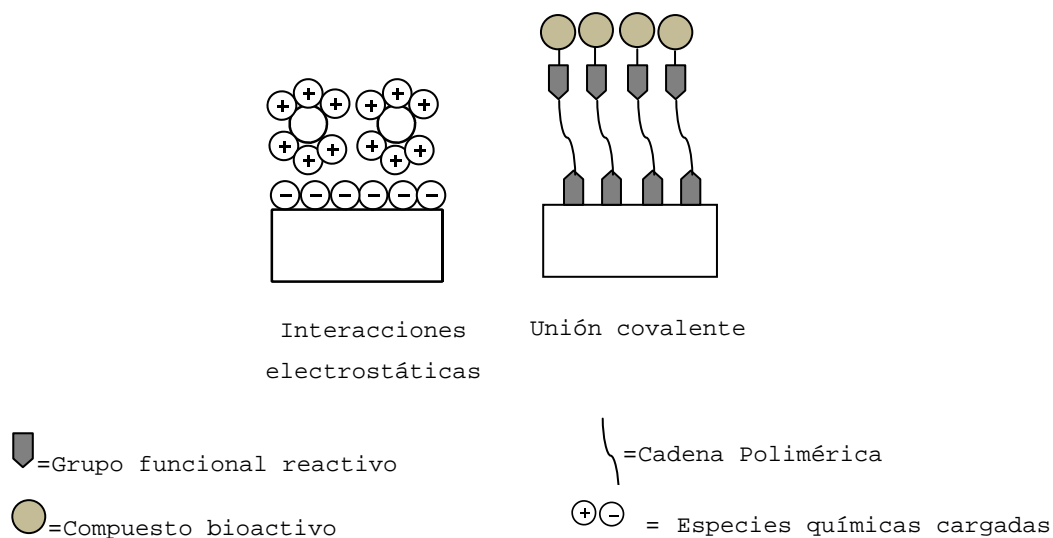 Interacciones
electrostáticas
Unión covalente
=Grupo funcional reactivo
=Cadena Polimérica
=Compuesto bioactivo
= Especies químicas cargadas